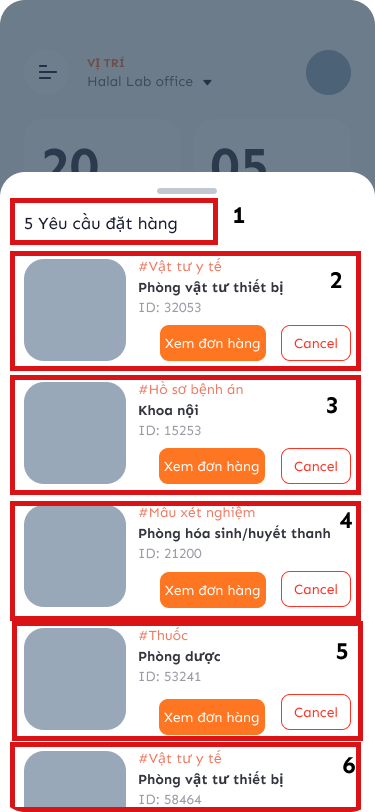 VỊ TRÍ
Halal Lab office
20
05
5 Yêu cầu đặt hàng
1
#Vật tư y tế
Phòng vật tư thiết bị
2
ID: 32053
Xem đơn hàng
Cancel
#Hồ sơ bệnh án
Khoa nội
3
ID: 15253
Xem đơn hàng
Cancel
#Mẫu xét nghiệm
4
Phòng hóa sinh/huyết thanh
ID: 21200
Xem đơn hàng
Cancel
#Thuốc
Phòng dược
5
ID: 53241
Xem đơn hàng
Cancel
#Vật tư y tế
6
Phòng vật tư thiết bị
ID: 58464